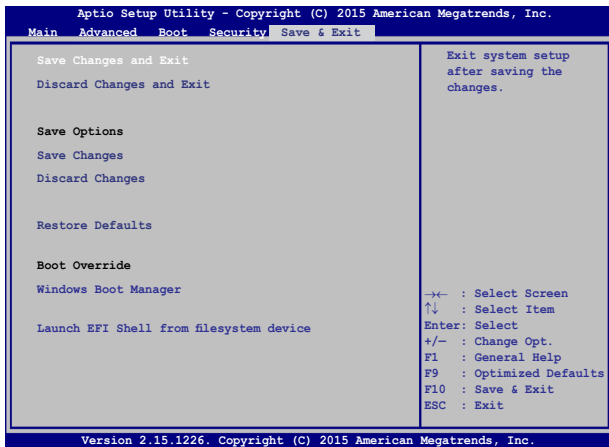 Aptio Setup Utility - Copyright (C) 2015 American Megatrends, Inc.
Main Advanced Boot Security Save & Exit
Save Changes and Exit
Discard Changes and Exit
Save Options
Save Changes
Discard Changes
Restore Defaults
Boot Override
Windows Boot Manager
Launch EFI Shell from filesystem device
Exit system setup
after saving the
changes.
→← : Select Screen
↑↓ : Select Item
Enter: Select
+/— : Change Opt.
F1 : General Help
F9 : Optimized Defaults
F10 : Save & Exit
ESC : Exit
Version 2.15.1226. Copyright (C) 2015 American Megatrends, Inc.